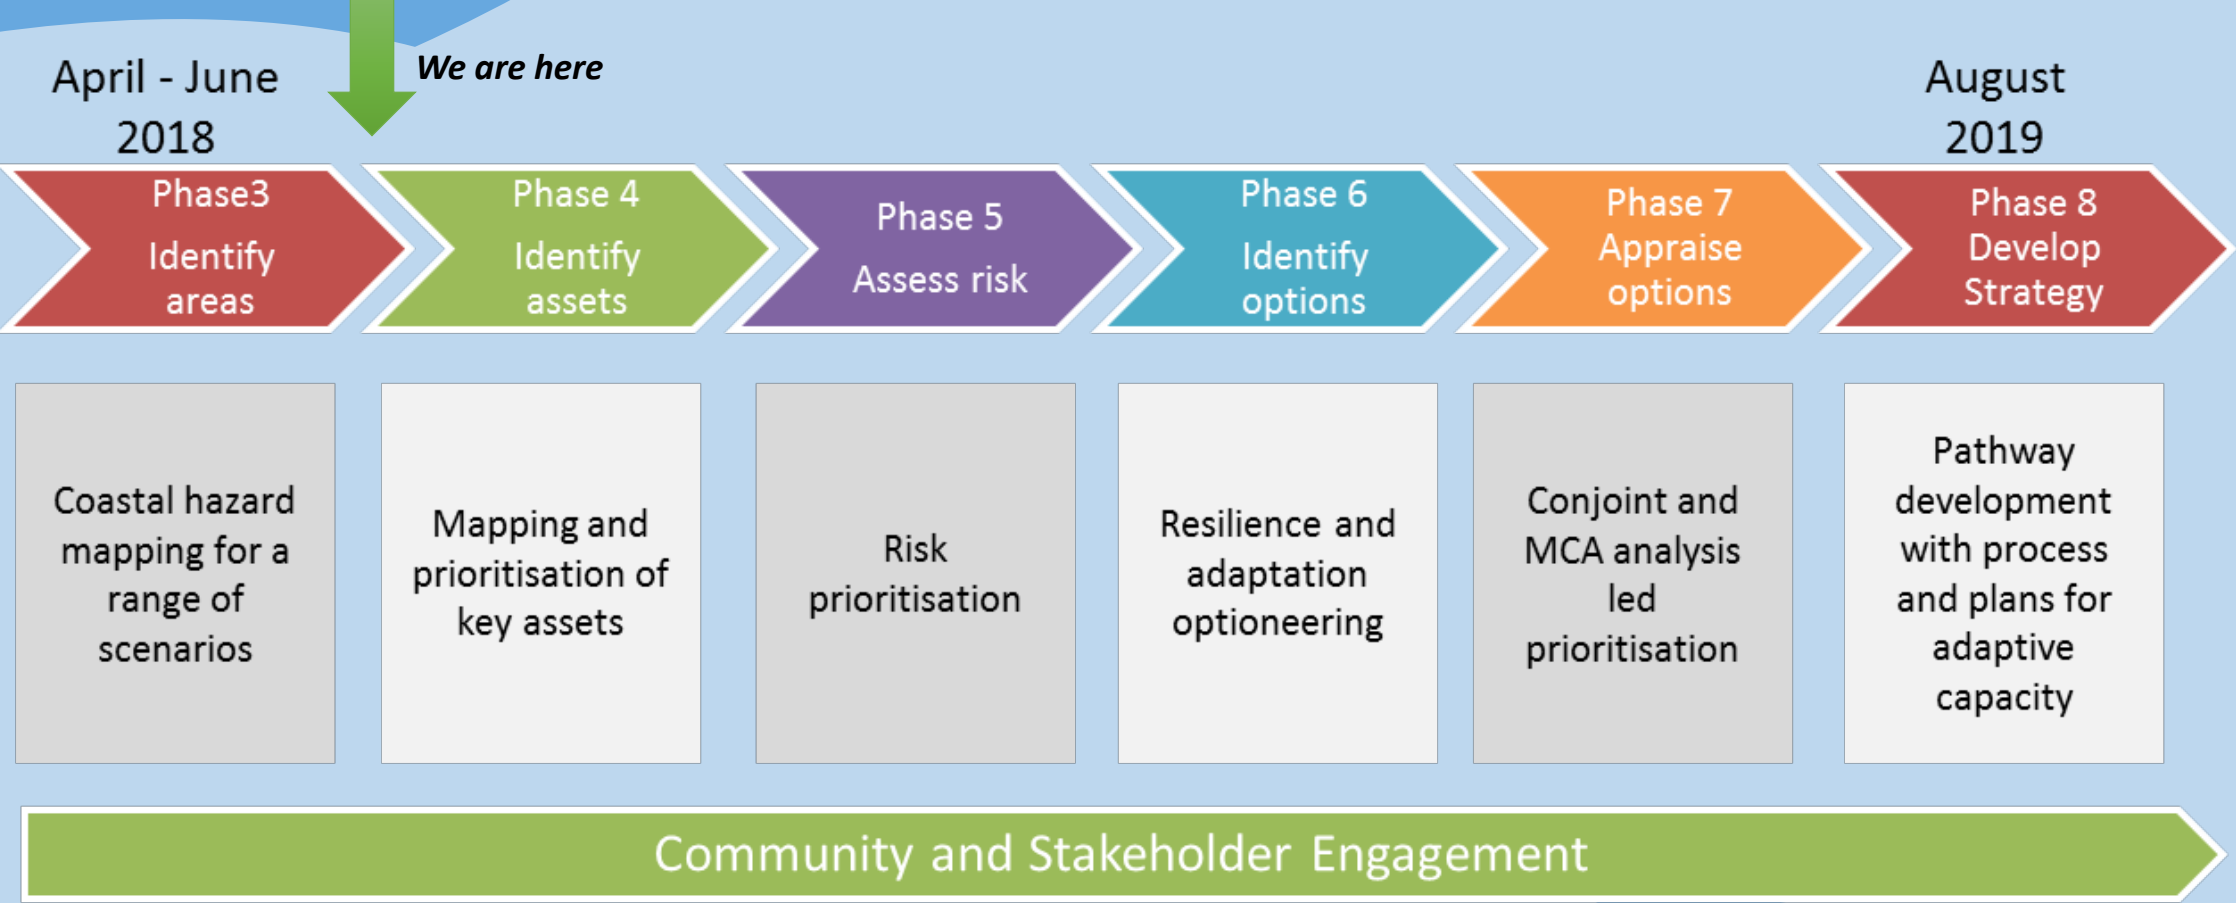 April - June
2018
We are here
August
2019
Phase3
Identify
areas
Phase 4
Identify
assets
Phase 5
Assess risk
Phase 6
Identify
options
Phase 7
Appraise
options
Phase 8
Develop
Strategy
Coastal hazard
mapping for a
range of
scenarios
Mapping and
prioritisation of
key assets
Risk
prioritisation
Resilience and
adaptation
optioneering
Conjoint and
MCA analysis
led
prioritisation
Pathway
development
with process
and plans for
adaptive
capacity
Community and Stakeholder Engagement